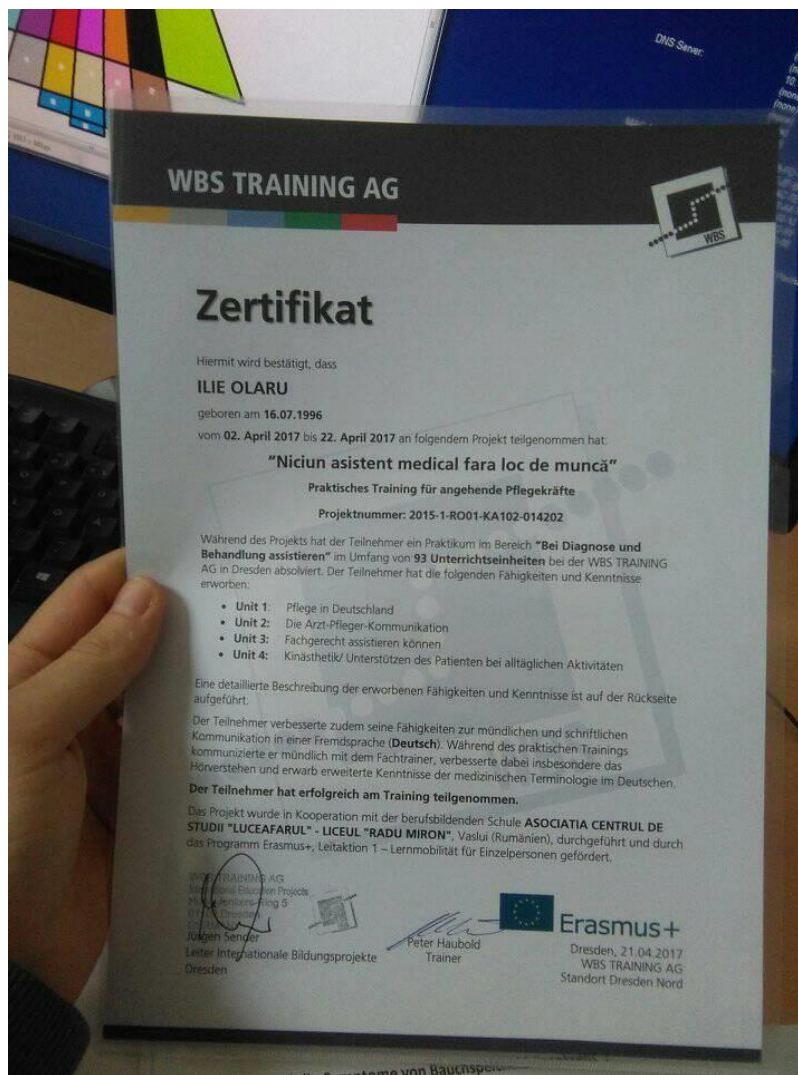 DNS Server:
WBS TRAINING AG
WBS
Zertifikat
Hiermit wird bestätigt, dass
ILIE OLARU
geboren am 16.07.1996
vom 02. April 2017 bis 22. April 2017 an folgendem Projekt teilgenommen hat:
"Niciun asistent medical fara loc de muncă"
Praktisches Training für angehende Pflegekräfte
Projektnummer: 2015-1-RO01-KA102-014202
Während des Projekts hat der Teilnehmer ein Praktikum im Bereich "Bei Diagnose und
Behandlung assistieren" im Umfang von 93 Unterrichtseinheiten bei der WBS TRAINING
AG in Dresden absolviert. Der Teilnehmer hat die folgenden Fähigkeiten und Kenntnisse
erworben:
• Unit 1: Pflege in Deutschland
• Unit 2: Die Arzt-Pfleger-Kommunikation
• Unit 3: Fachgerecht assistieren können
• Unit 4: Kinästhetik/ Unterstützen des Patienten bei alltäglichen Aktivitäten
Eine detaillierte Beschreibung der erworbenen Fähigkeiten und Kenntnisse ist auf der Rückseite
aufgeführt.
Der Teilnehmer verbesserte zudem seine Fähigkeiten zur mündlichen und schriftlichen
Kommunikation in einer Fremdsprache (Deutsch). Während des praktischen Trainings
kommunizierte er mündlich mit dem Fachtrainer, verbesserte dabei insbesondere das
Hörverstehen und erwarb erweiterte Kenntnisse der medizinischen Terminologie im Deutschen.
Der Teilnehmer hat erfolgreich am Training teilgenommen.
Das Projekt wurde in Kooperation mit der berufsbildenden Schule ASOCIATIA CENTRUL DE
STUDII "LUCEAFARUL" - LICEUL "RADU MIRON", Vaslui (Rumänien), durchgeführt und durch
das Programm Erasmus+, Leitaktion 1 – Lernmobilität für Einzelpersonen gefördert.
WBS TRAINING AG
International Education Projects
Ring 5
Dresden
Jürgen Sender
Leiter Internationale Bildungsprojekte
Dresden
Peter Haubold
Trainer
Erasmus+
Dresden, 21.04.2017
WBS TRAINING AG
Standort Dresden Nord
von